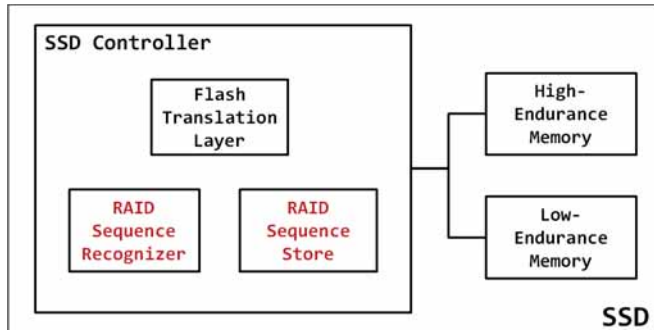 SSD Controller
Flash
Translation
Layer
RAID
Sequence
Recognizer
RAID
Sequence
Store
High-
Endurance
Memory
Low-
Endurance
Memory
SSD